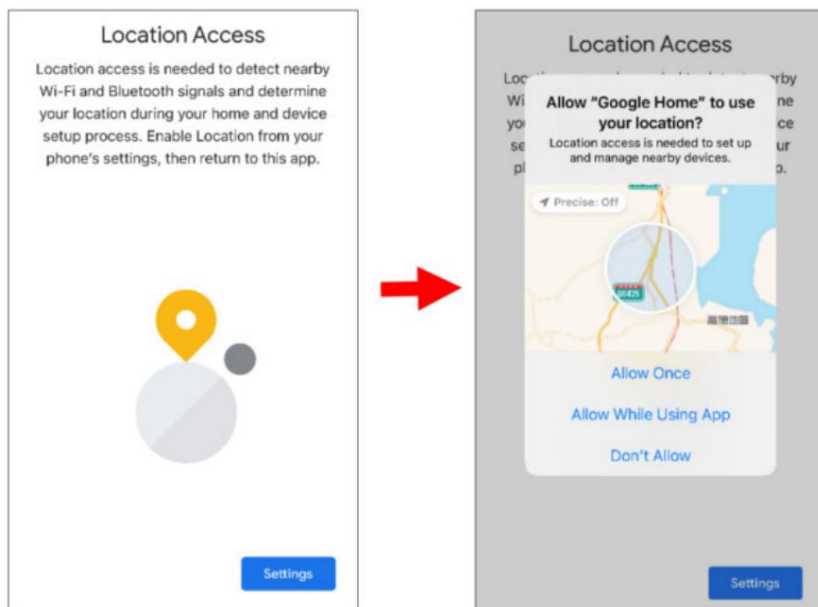 Location Access
Location access is needed to detect nearby
Wi-Fi and Bluetooth signals and determine
your location during your home and device
setup process. Enable Location from your
phone's settings, then return to this app.
Settings
Location Access
Allow "Google Home" to use
your location?
Location access is needed to set up
and manage nearby devices.
Precise: Off
G0425
Allow Once
Allow While Using App
Don't Allow
Settings